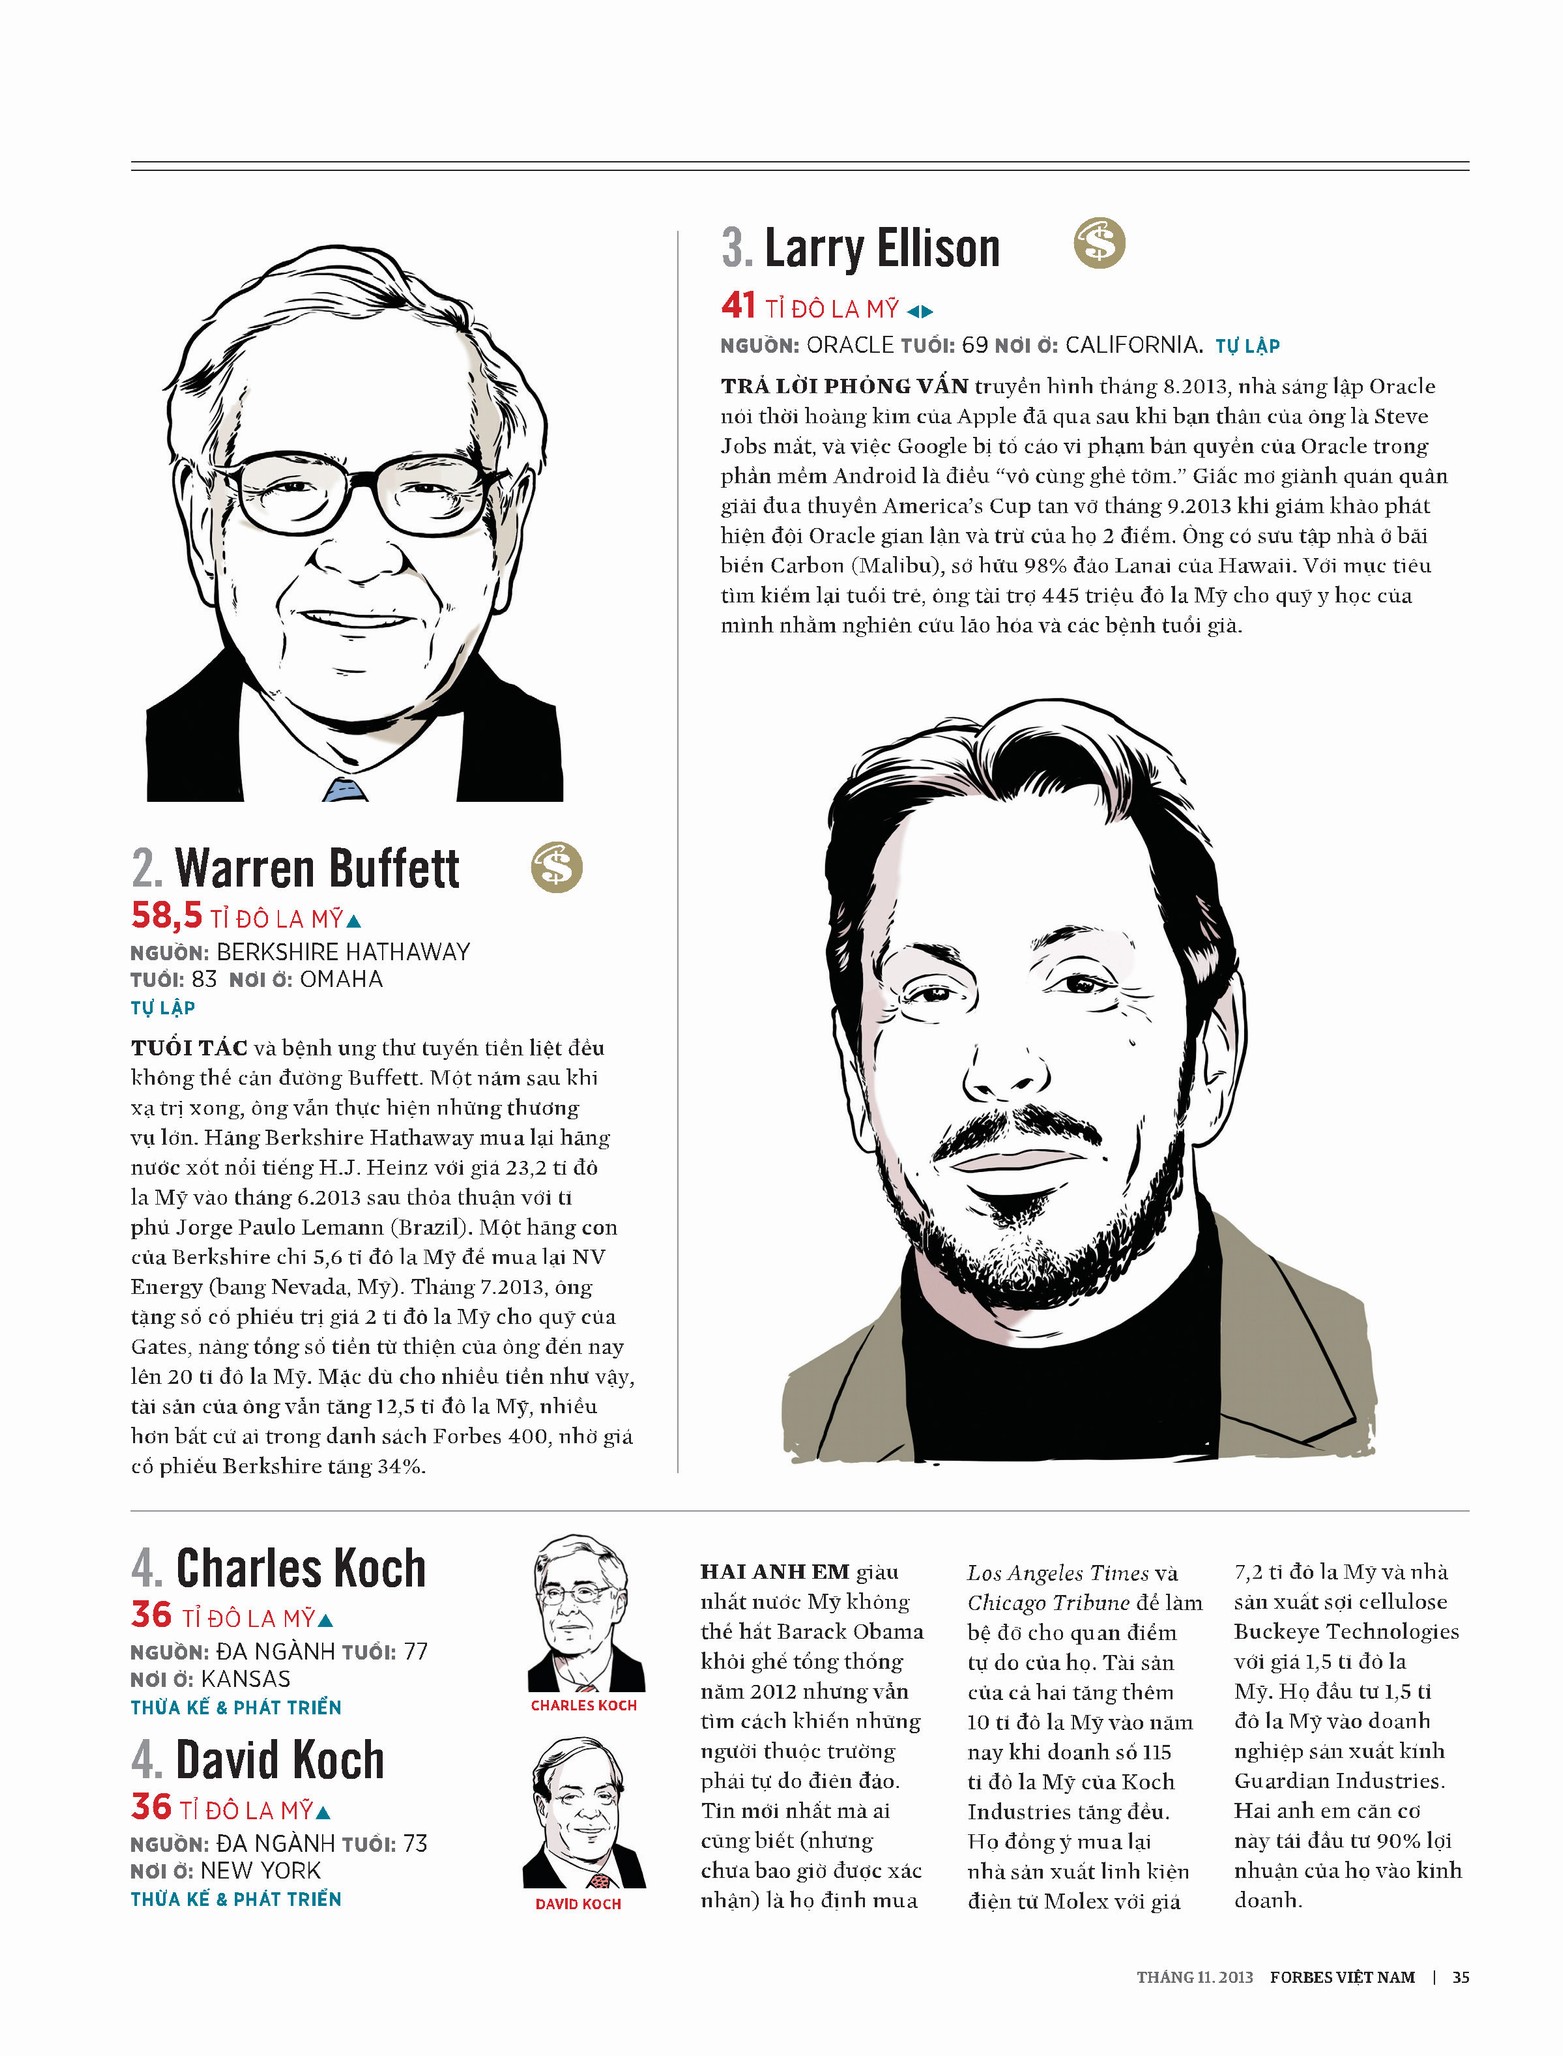 2. Warren Buffett
58,5 TỈ ĐÔ LA MỸ▲
NGUỒN: BERKSHIRE HATHAWAY
TUỔI: 83 NƠI Ở: OMAHA
TỰ LẬP
TUỔI TÁC và bệnh ung thư tuyến tiền liệt đều
không thể cản đường Buffett. Một năm sau khi
xạ trị xong, ông vẫn thực hiện những thương
vụ lớn. Hãng Berkshire Hathaway mua lại hãng
nước xốt nổi tiếng H.J. Heinz với giá 23,2 tỉ đô
la Mỹ vào tháng 6.2013 sau thỏa thuận với tỉ
phú Jorge Paulo Lemann (Brazil). Một hãng con
của Berkshire chi 5,6 tỉ đô la Mỹ để mua lại NV
Energy (bang Nevada, Mỹ). Tháng 7.2013, ông
tặng số cổ phiếu trị giá 2 tỉ đô la Mỹ cho quỹ của
Gates, nâng tổng số tiền từ thiện của ông đến nay
lên 20 tỉ đô la Mỹ. Mặc dù cho nhiều tiền như vậy,
tài sản của ông vẫn tăng 12,5 tỉ đô la Mỹ, nhiều
hơn bất cứ ai trong danh sách Forbes 400, nhờ giá
cổ phiếu Berkshire tăng 34%.
3. Larry Ellison
41 TỈ ĐÔ LA MỸ ◀▶
NGUỒN: ORACLE TUỔI: 69 NƠI Ở: CALIFORNIA. TỰ LẬP
TRẢ LỜI PHỎNG VẤN truyền hình tháng 8.2013, nhà sáng lập Oracle
nói thời hoàng kim của Apple đã qua sau khi bạn thân của ông là Steve
Jobs mất, và việc Google bị tố cáo vi phạm bản quyền của Oracle trong
phần mềm Android là điều “vô cùng ghê tởm.” Giấc mơ giành quán quân
giải đua thuyền America’s Cup tan vỡ tháng 9.2013 khi giám khảo phát
hiện đội Oracle gian lận và trừ của họ 2 điểm. Ông có sưu tập nhà ở bãi
biển Carbon (Malibu), sở hữu 98% đảo Lanai của Hawaii. Với mục tiêu
tìm kiếm lại tuổi trẻ, ông tài trợ 445 triệu đô la Mỹ cho quỹ y học của
mình nhằm nghiên cứu lão hóa và các bệnh tuổi già.
4. Charles Koch
36 TỈ ĐÔ LA MỸ▲
NGUỒN: ĐA NGÀNH TUỔI: 77
NƠI Ở: KANSAS
THỪA KẾ & PHÁT TRIỂN
CHARLES KOCH
4. David Koch
36 TỈ ĐÔ LA MỸ▲
NGUỒN: ĐA NGÀNH TUỔI: 73
NƠI Ở: NEW YORK
THỪA KẾ & PHÁT TRIỂN
DAVID KOCH
HAI ANH EM giàu
nhất nước Mỹ không
thể hất Barack Obama
khỏi ghế tổng thống
năm 2012 nhưng vẫn
tìm cách khiến những
người thuộc trường
phái tự do điên đảo.
Tin mới nhất mà ai
cũng biết (nhưng
chưa bao giờ được xác
nhận) là họ định mua
Los Angeles Times và
Chicago Tribune để làm
bệ đỡ cho quan điểm
tự do của họ. Tài sản
của cả hai tăng thêm
10 tỉ đô la Mỹ vào năm
nay khi doanh số 115
tỉ đô la Mỹ của Koch
Industries tăng đều.
Họ đồng ý mua lại
nhà sản xuất linh kiện
điện tử Molex với giá
7,2 tỉ đô la Mỹ và nhà
sản xuất sợi cellulose
Buckeye Technologies
với giá 1,5 tỉ đô la
Mỹ. Họ đầu tư 1,5 tỉ
đô la Mỹ vào doanh
nghiệp sản xuất kính
Guardian Industries.
Hai anh em căn cơ
này tái đầu tư 90% lợi
nhuận của họ vào kinh
doanh.
THÁNG 11. 2013 FORBES VIỆT NAM | 35